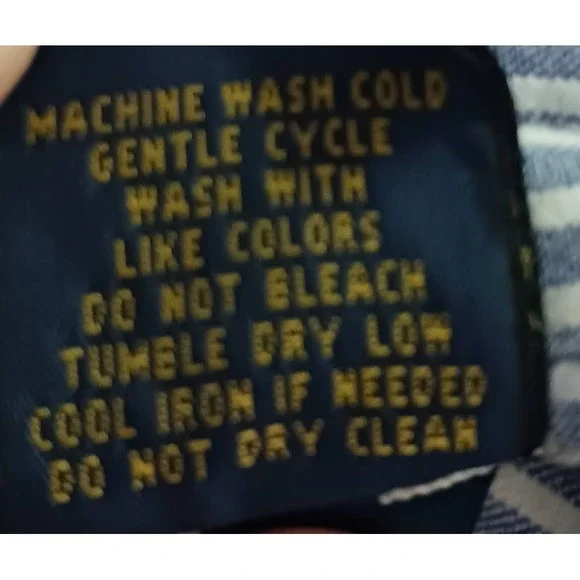 MACHINE WASH COLD
GENTLE CYCLE
WASH WITH
LIKE COLORS
DO NOT BLEACH
TUMBLE DRY LOW
COOL IRON IF NEEDED
DO NOT DRY CLEAN